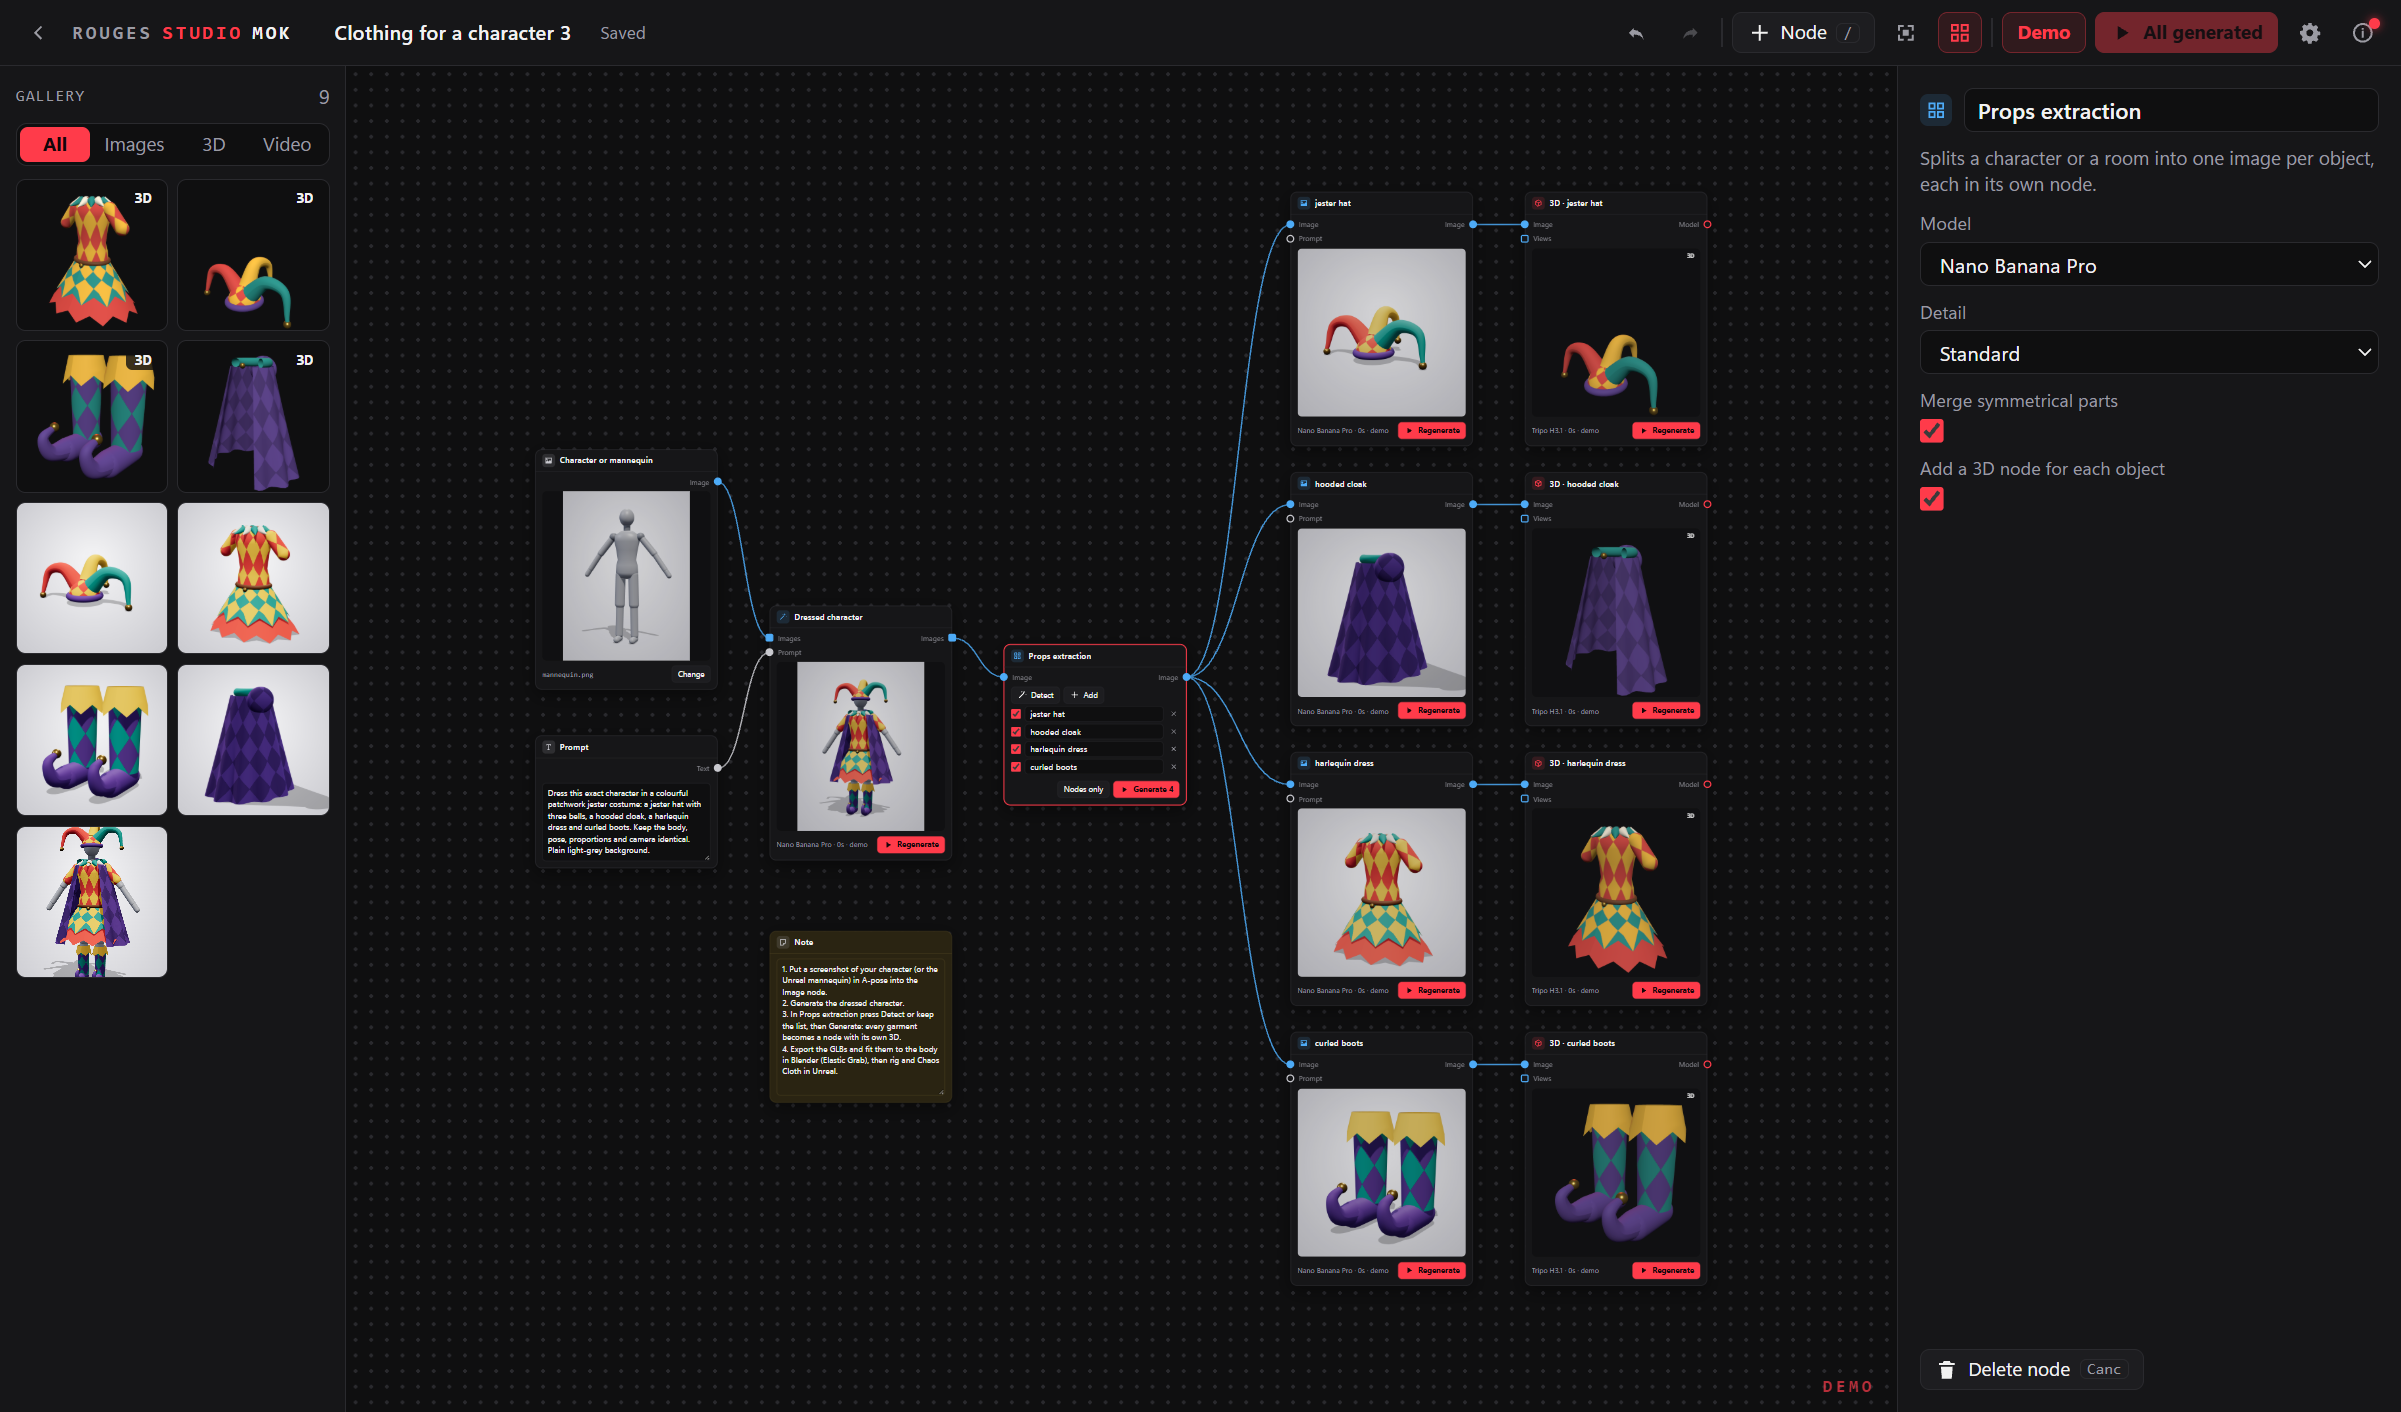 ROUGES STUDIO MOK
Clothing for a character 3
Saved
Node /
Demo
All generated
GALLERY
9
All
Images
3D
Video
3D
3D
3D
3D
Character or mannequin
Image
mannequin.png
Change
Prompt
Text
Dress this exact character in a colourful
patchwork jester costume: a jester hat with
three bells, a hooded cloak, a harlequin
dress and curled boots. Keep the body,
pose, proportions and camera identical.
Plain light-grey background.
Dressed character
Images
Images
Prompt
Nano Banana Pro · 0s · demo
Regenerate
Note
1. Put a screenshot of your character (or the
Unreal mannequin) in A-pose into the
Image node.
2. Generate the dressed character.
3. In Props extraction press Detect or keep
the list, then Generate: every garment
becomes a node with its own 3D.
4. Export the GLBs and fit them to the body
in Blender (Elastic Grab), then rig and Chaos
Cloth in Unreal.
Props extraction
Image
Image
Detect
Add
jester hat
hooded cloak
harlequin dress
curled boots
Nodes only
Generate 4
jester hat
Image
Image
Prompt
Nano Banana Pro · 0s · demo
Regenerate
3D · jester hat
Image
Model
Views
3D
Tripo H3.1 · 0s · demo
Regenerate
hooded cloak
Image
Image
Prompt
Nano Banana Pro · 0s · demo
Regenerate
3D · hooded cloak
Image
Model
Views
3D
Tripo H3.1 · 0s · demo
Regenerate
harlequin dress
Image
Image
Prompt
Nano Banana Pro · 0s · demo
Regenerate
3D · harlequin dress
Image
Model
Views
3D
Tripo H3.1 · 0s · demo
Regenerate
curled boots
Image
Image
Prompt
Nano Banana Pro · 0s · demo
Regenerate
3D · curled boots
Image
Model
Views
3D
Tripo H3.1 · 0s · demo
Regenerate
DEMO
Props extraction
Splits a character or a room into one image per object,
each in its own node.
Model
Nano Banana Pro
Detail
Standard
Merge symmetrical parts
Add a 3D node for each object
Delete node Canc